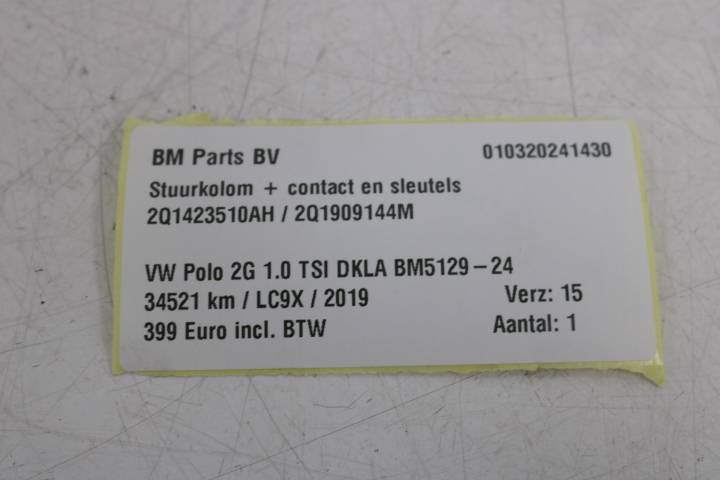 BM Parts BV 010320241430
Stuurkolom + contact en sleutels
2Q1423510AH / 2Q1909144M
VW Polo 2G 1.0 TSI DKLA BM5129-24
34521 km / LC9X / 2019 Verz: 15
399 Euro incl. BTW Aantal: 1